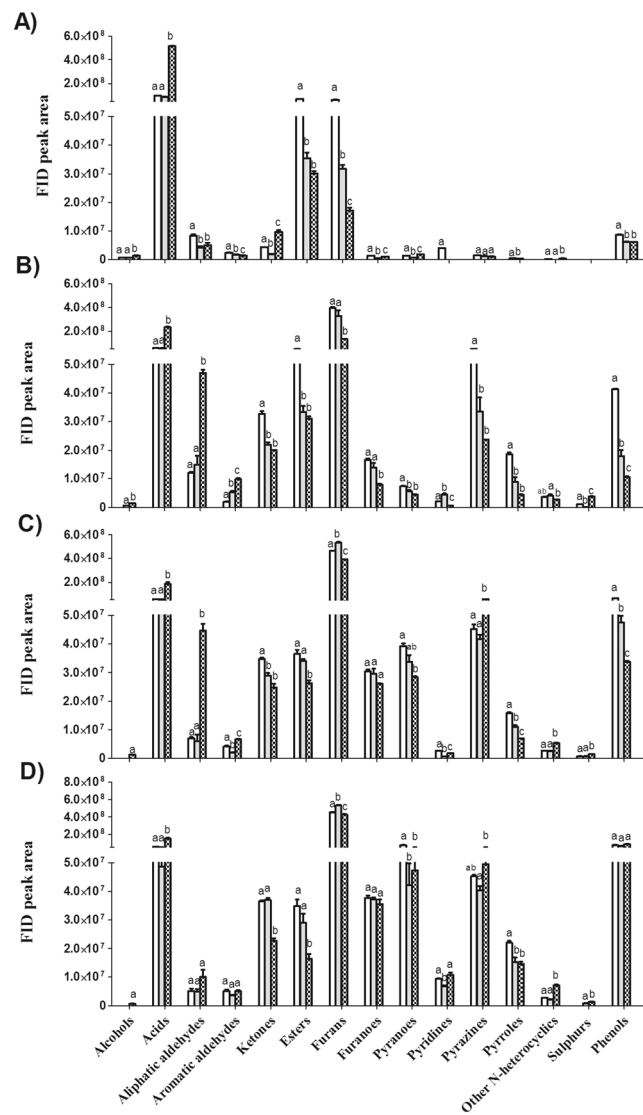 A)
FID peak area
6.0×10⁸
4.0×10⁸
2.0×10⁸
5.0×10⁷
4.0×10⁷
3.0×10⁷
2.0×10⁷
1.0×10⁷
0
a a b
a a b
a b b
a b c
a b c
a b b
a b c
a b c
a b c
a
a a b
a b
a a b
a b b
B)
FID peak area
6.0×10⁸
4.0×10⁸
2.0×10⁸
5.0×10⁷
4.0×10⁷
3.0×10⁷
2.0×10⁷
1.0×10⁷
0
a b
a a b
a a b
a b c
a b b
a b b
a a b
a a b
a b b
a b c
a b b
a b b
ab a b
a b c
a b b
C)
FID peak area
6.0×10⁸
4.0×10⁸
2.0×10⁸
5.0×10⁷
4.0×10⁷
3.0×10⁷
2.0×10⁷
1.0×10⁷
0
a
a a b
a a b
a b c
a b c
a a b
a b c
a a b
a ab b
a b c
a a b
a b c
a a b
a a b
a b c
D)
FID peak area
8.0×10⁸
6.0×10⁸
4.0×10⁸
2.0×10⁸
5.0×10⁷
4.0×10⁷
3.0×10⁷
2.0×10⁷
1.0×10⁷
0
a
a a b
a a a
a a a
a a b
a a b
a b c
a a a
a b b
a b a
ab a b
a b b
a a b
a b
a a a
Alcohols
Acids
Aliphatic aldehydes
Aromatic aldehydes
Ketones
Esters
Furans
Furanoes
Pyranoes
Pyridines
Pyrazines
Pyrroles
Other N-heterocyclics
Sulphurs
Phenols